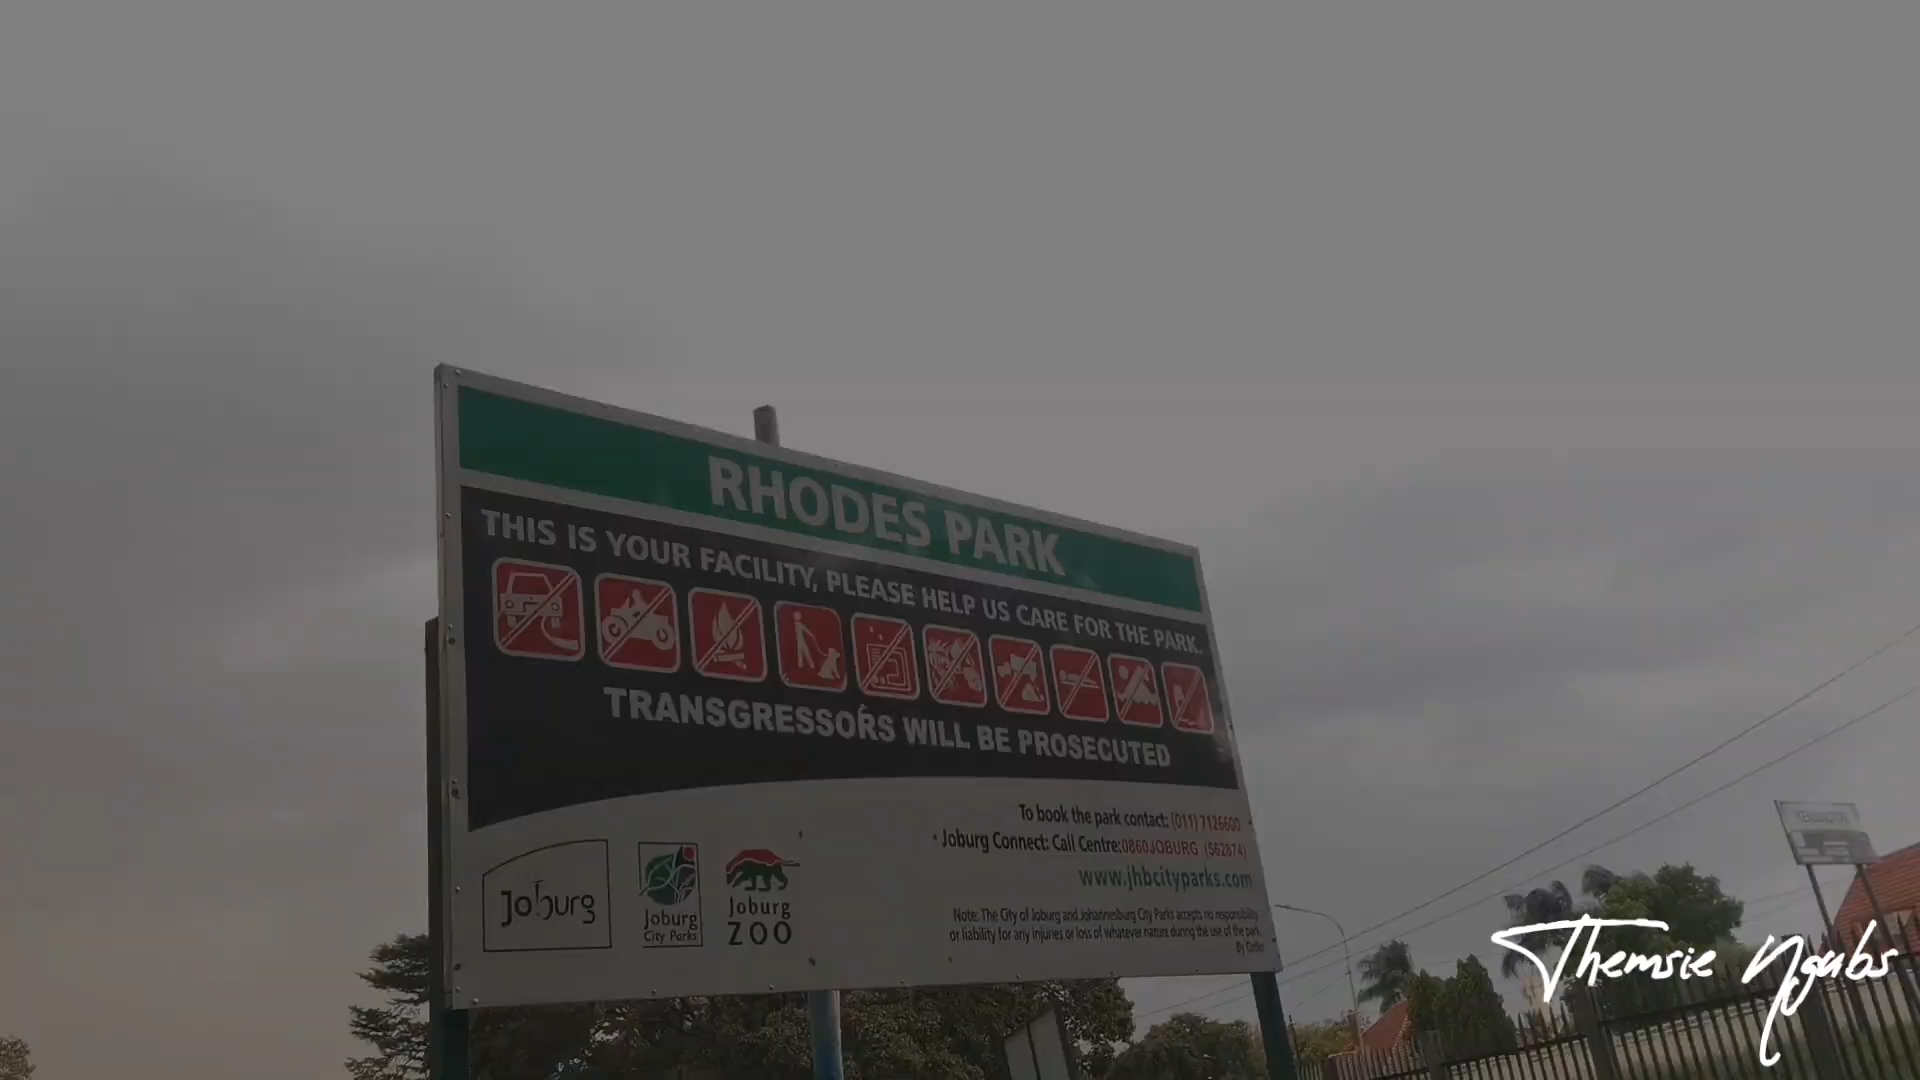 RHODES PARK
THIS IS YOUR FACILITY, PLEASE HELP US CARE FOR THE PARK.
TRANSGRESSORS WILL BE PROSECUTED
To book the park contact: (011) 7126600
Joburg Connect: Call Centre:0860JOBURG (562874)
www.jhbcityparks.com
Note: The City of Joburg and Johannesburg City Parks accepts no responsibility
or liability for any injuries or loss of whatever nature during the use of the park.
By Order
Joburg
Joburg
City Parks
Joburg
ZOO
KENSINGTON
Themsie Ngubs